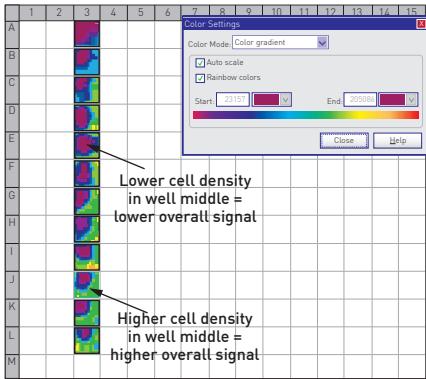 1 2 3 4 5 6 7 8 9 10 11 12 13 14 15
A
Color Settings X
B
Color Mode: Color gradient
Auto scale
C
Rainbow colors
D
Start: 23157 End: 205086
E
Close Help
F
Lower cell density
in well middle =
lower overall signal
G
H
I
J
K
Higher cell density
in well middle =
higher overall signal
L
M